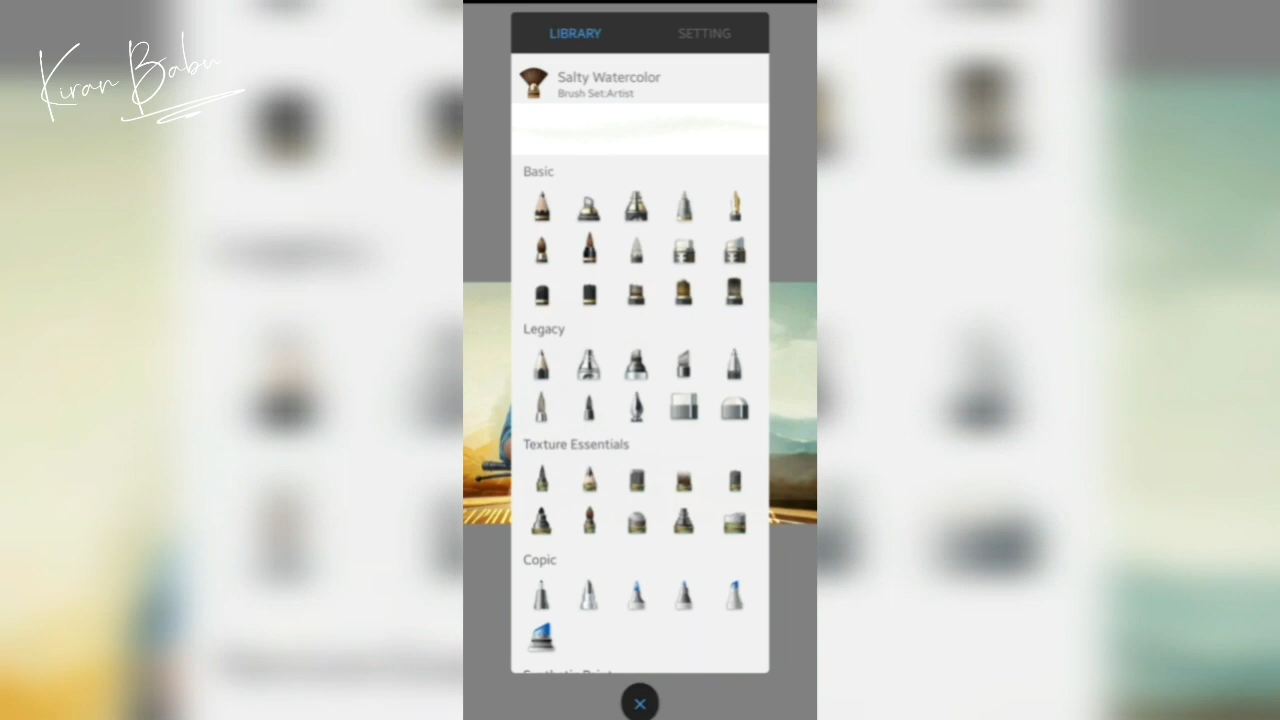 Kiran Babu
LIBRARY
SETTING
Salty Watercolor
Brush Set:Artist
Basic
Legacy
Texture Essentials
Copic